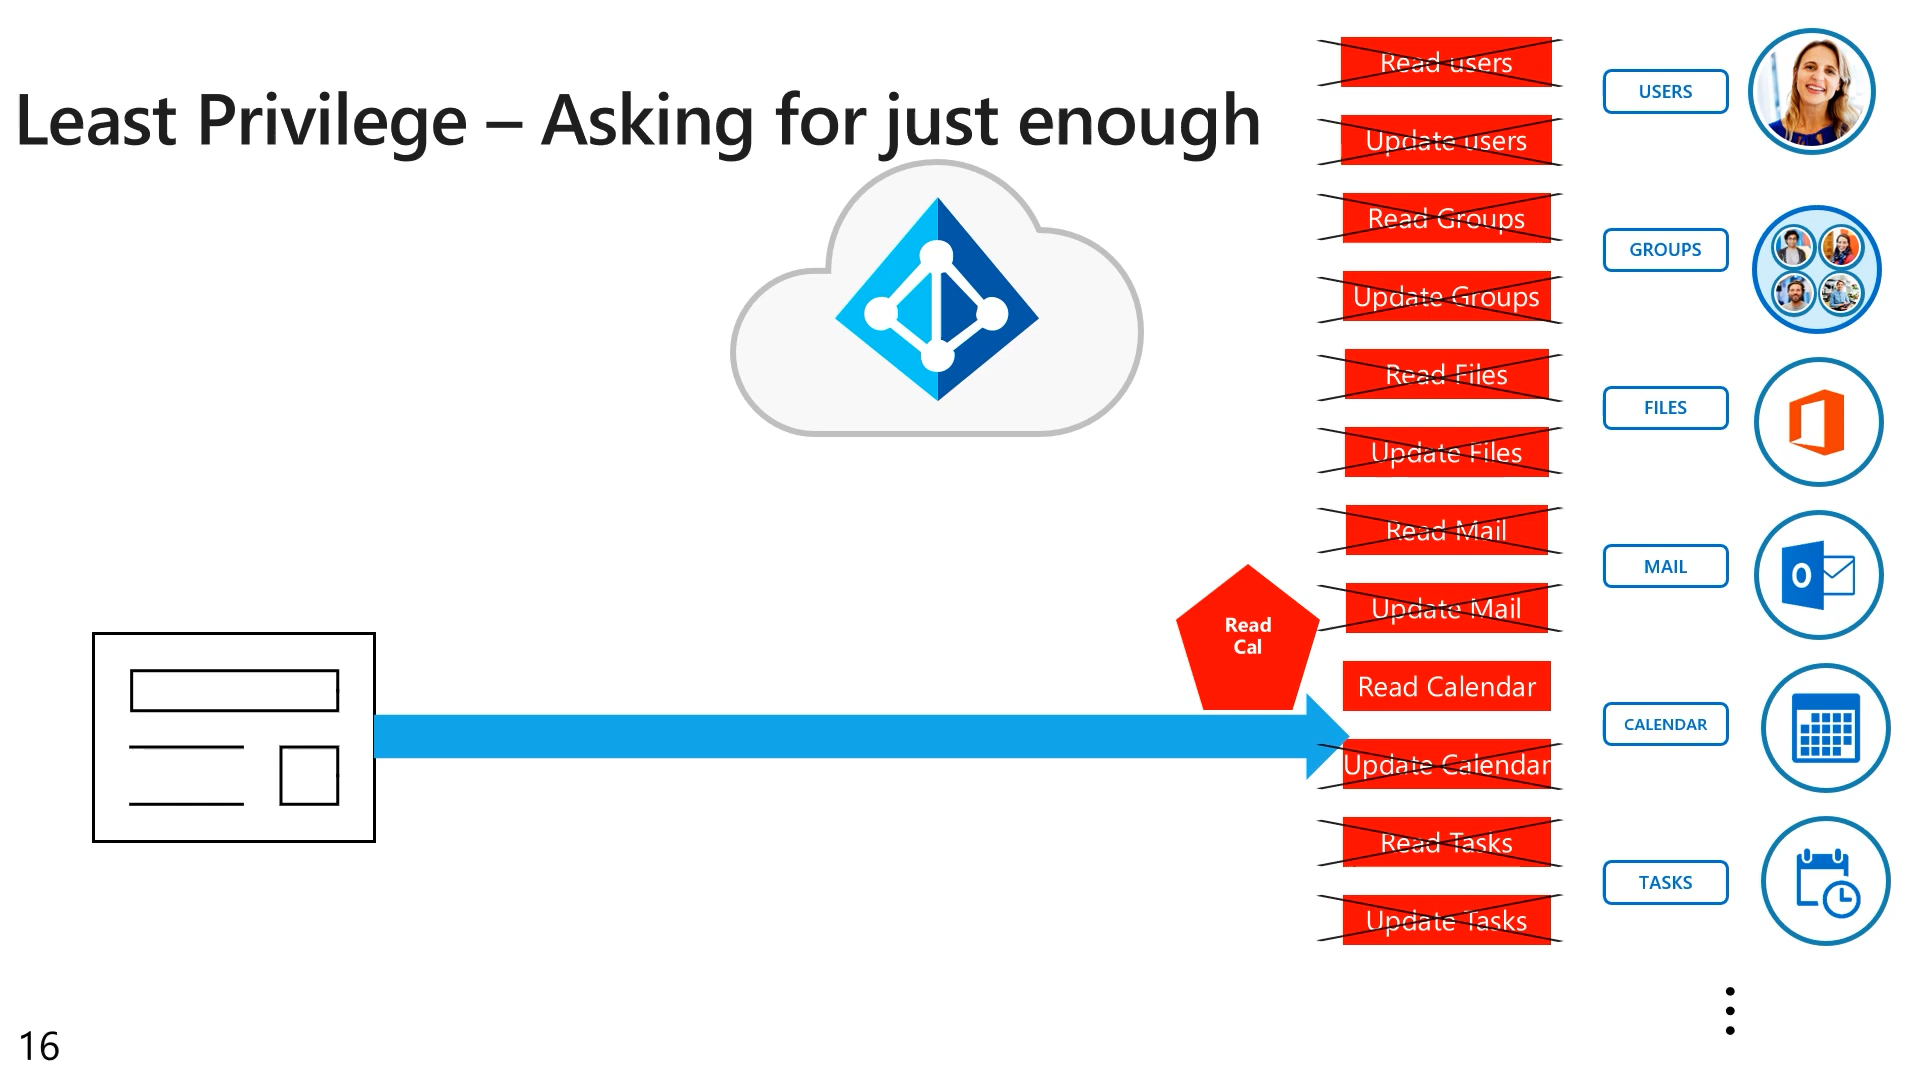 Least Privilege – Asking for just enough
Read users
Update users
USERS
Read Groups
Update Groups
GROUPS
Read Files
Update Files
FILES
Read Mail
Update Mail
MAIL
Read
Cal
Read Calendar
Update Calendar
CALENDAR
Read Tasks
Update Tasks
TASKS
16